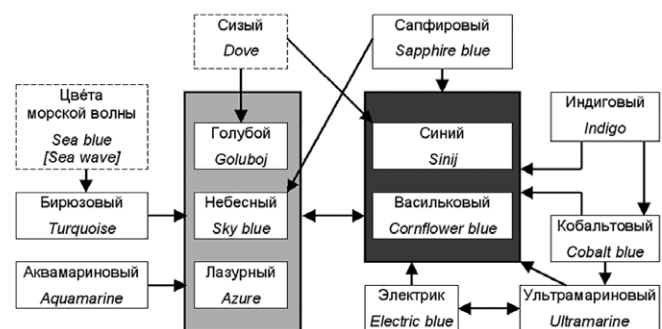 Сизый
Dove
Сапфировый
Sapphire blue
Цвéта
морской волны
Sea blue
[Sea wave]
Голубой
Goluboj
Синий
Sinij
Индиговый
Indigo
Бирюзовый
Turquoise
Небесный
Sky blue
Васильковый
Cornflower blue
Кобальтовый
Cobalt blue
Аквамариновый
Aquamarine
Лазурный
Azure
Электрик
Electric blue
Ультрамариновый
Ultramarine